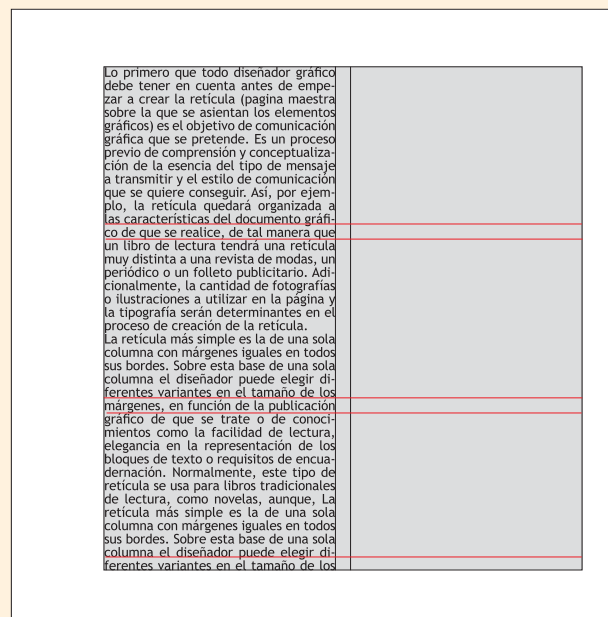 Lo primero que todo diseñador gráfico
debe tener en cuenta antes de empe-
zar a crear la retícula (pagina maestra
sobre la que se asientan los elementos
gráficos) es el objetivo de comunicación
gráfica que se pretende. Es un proceso
previo de comprensión y conceptualiza-
ción de la esencia del tipo de mensaje
a transmitir y el estilo de comunicación
que se quiere conseguir. Así, por ejem-
plo, la retícula quedará organizada a
las características del documento gráfi-
co de que se realice, de tal manera que
un libro de lectura tendrá una retícula
muy distinta a una revista de modas, un
periódico o un folleto publicitario. Adi-
cionalmente, la cantidad de fotografías
o ilustraciones a utilizar en la página y
la tipografía serán determinantes en el
proceso de creación de la retícula.
La retícula más simple es la de una sola
columna con márgenes iguales en todos
sus bordes. Sobre esta base de una sola
columna el diseñador puede elegir di-
ferentes variantes en el tamaño de los
márgenes, en función de la publicación
gráfico de que se trate o de conoci-
mientos como la facilidad de lectura,
elegancia en la representación de los
bloques de texto o requisitos de encua-
dernación. Normalmente, este tipo de
retícula se usa para libros tradicionales
de lectura, como novelas, aunque, La
retícula más simple es la de una sola
columna con márgenes iguales en todos
sus bordes. Sobre esta base de una sola
columna el diseñador puede elegir di-
ferentes variantes en el tamaño de los